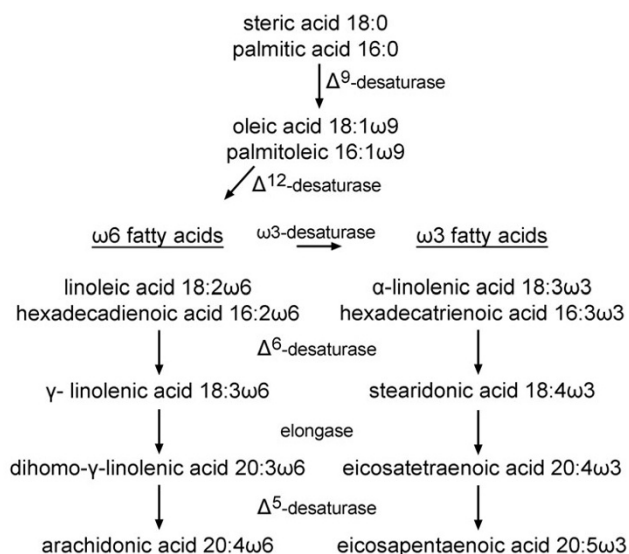 steric acid 18:0
palmitic acid 16:0
Δ9-desaturase
oleic acid 18:1ω9
palmitoleic 16:1ω9
Δ12-desaturase
ω6 fatty acids
ω3-desaturase
ω3 fatty acids
linoleic acid 18:2ω6
hexadecadienoic acid 16:2ω6
α-linolenic acid 18:3ω3
hexadecatrienoic acid 16:3ω3
Δ6-desaturase
γ- linolenic acid 18:3ω6
stearidonic acid 18:4ω3
elongase
dihomo-γ-linolenic acid 20:3ω6
eicosatetraenoic acid 20:4ω3
Δ5-desaturase
arachidonic acid 20:4ω6
eicosapentaenoic acid 20:5ω3